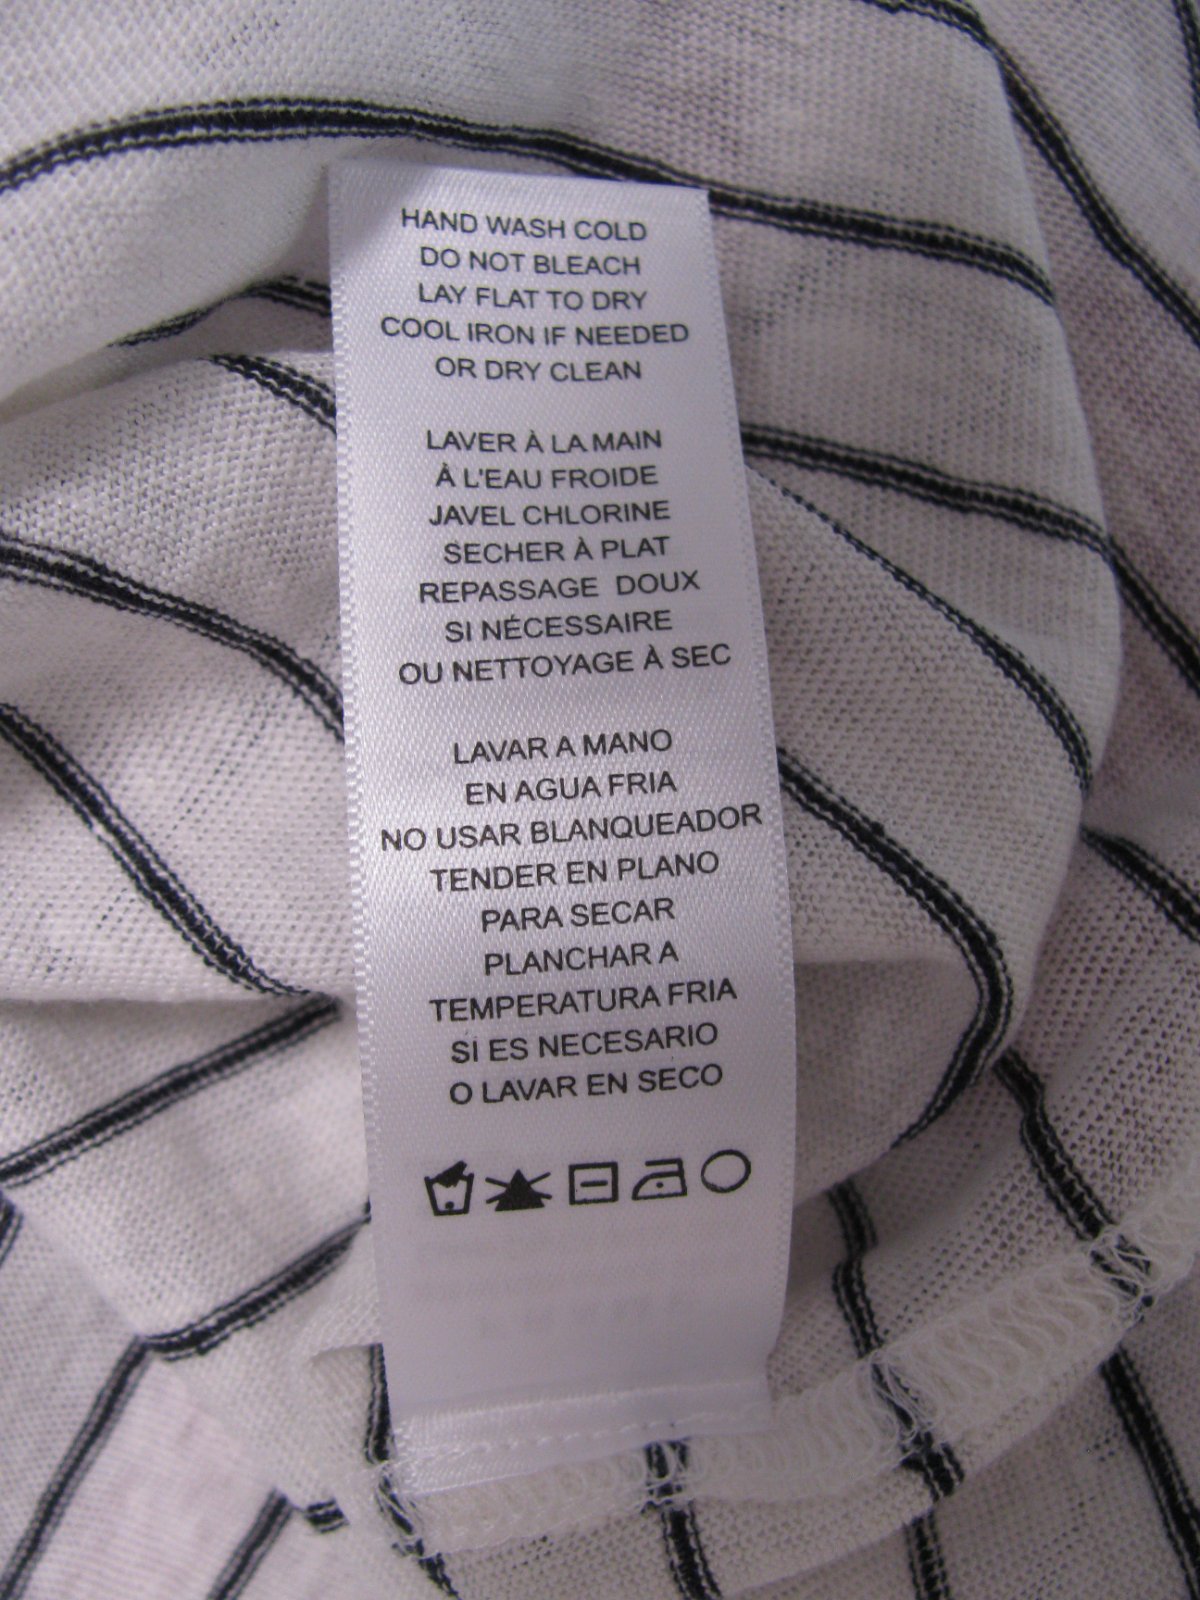 HAND WASH COLD
DO NOT BLEACH
LAY FLAT TO DRY
COOL IRON IF NEEDED
OR DRY CLEAN
LAVER À LA MAIN
À L'EAU FROIDE
JAVEL CHLORINE
SECHER À PLAT
REPASSAGE DOUX
SI NÉCESSAIRE
OU NETTOYAGE À SEC
LAVAR A MANO
EN AGUA FRIA
NO USAR BLANQUEADOR
TENDER EN PLANO
PARA SECAR
PLANCHAR A
TEMPERATURA FRIA
SI ES NECESARIO
O LAVAR EN SECO